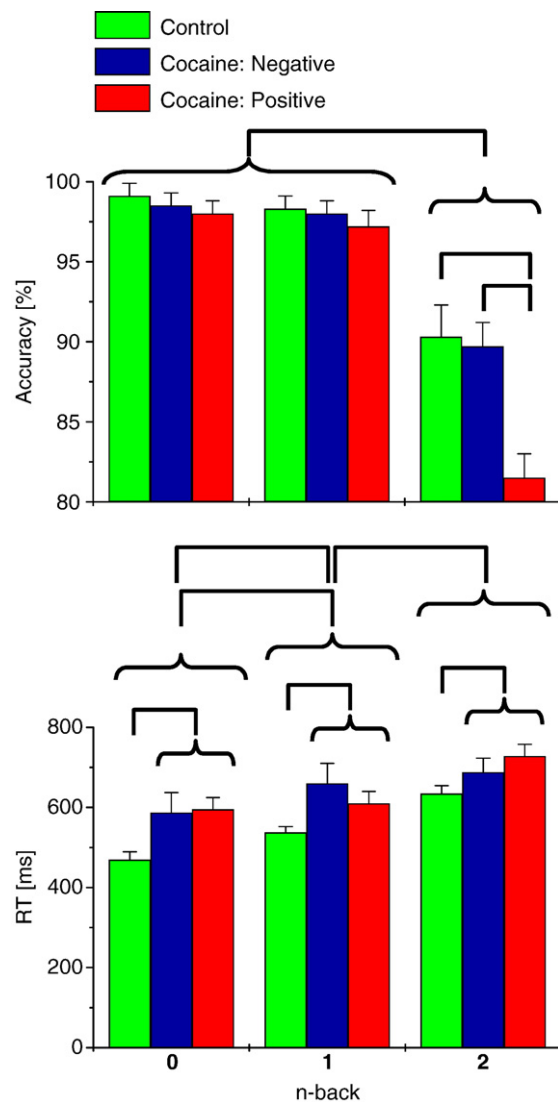 Control
Cocaine: Negative
Cocaine: Positive
100
95
90
85
80
Accuracy [%]
800
600
400
200
0
RT [ms]
0 1 2
n-back